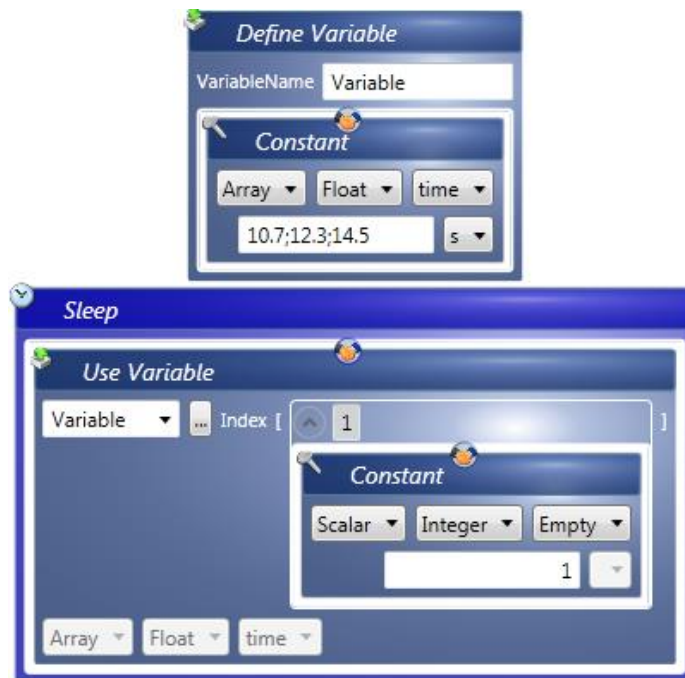 Define Variable
VariableName Variable
Constant
Array Float time
10.7;12.3;14.5 s
Sleep
Use Variable
Variable ... Index [ 1 ]
Constant
Scalar Integer Empty
1
Array Float time